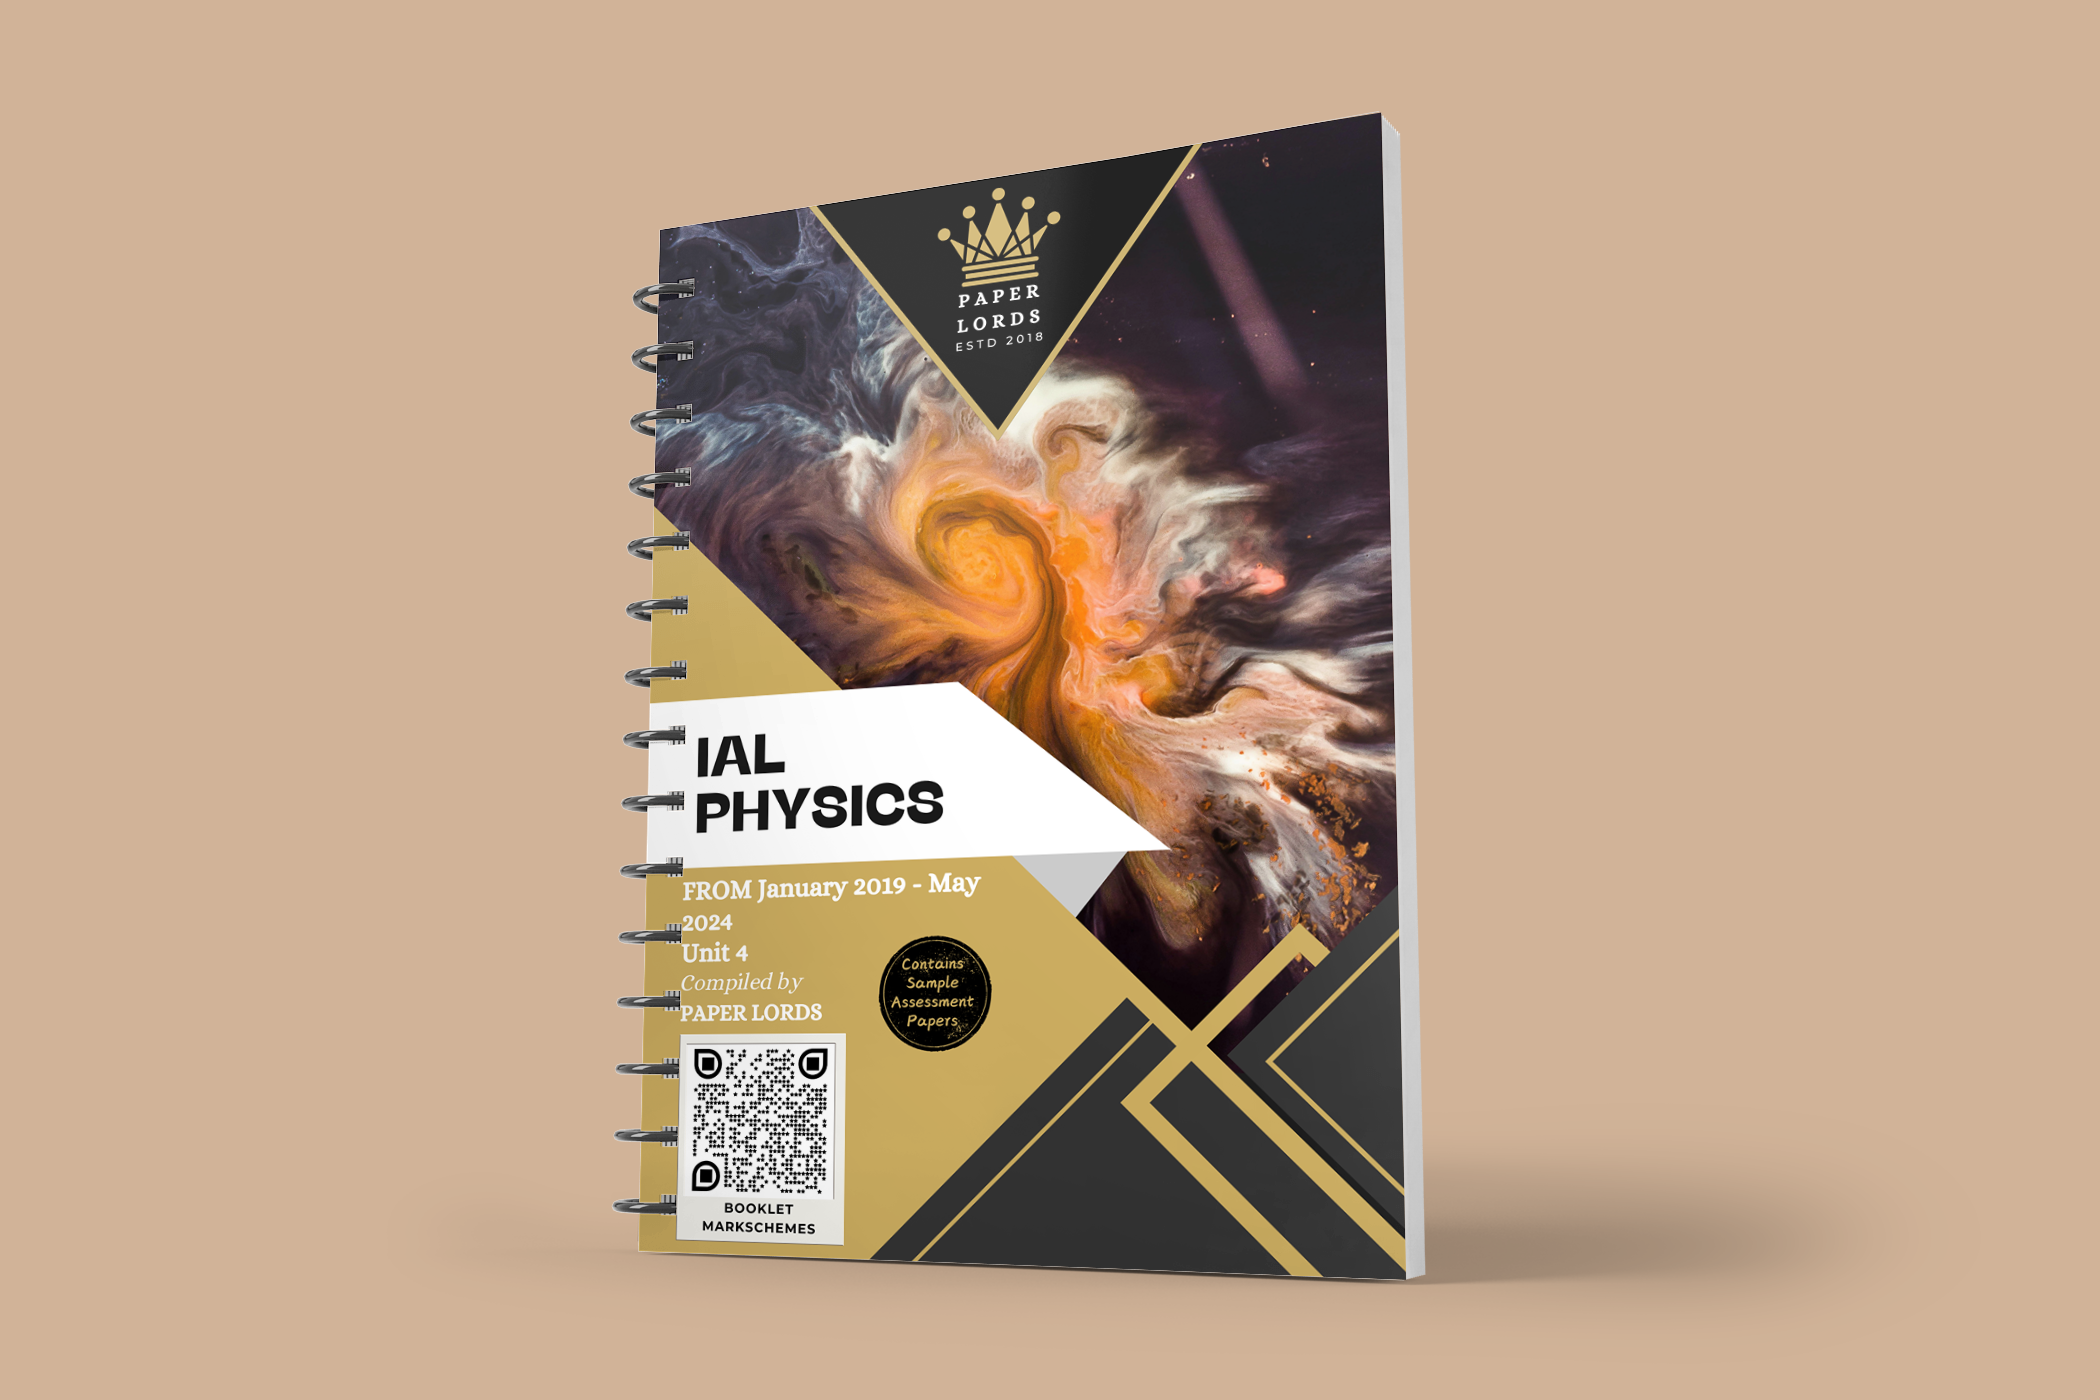 PAPER
LORDS
ESTD 2018
IAL
PHYSICS
FROM January 2019 - May
2024
Unit 4
Compiled by
PAPER LORDS
Contains
Sample
Assessment
Papers
BOOKLET
MARKSCHEMES